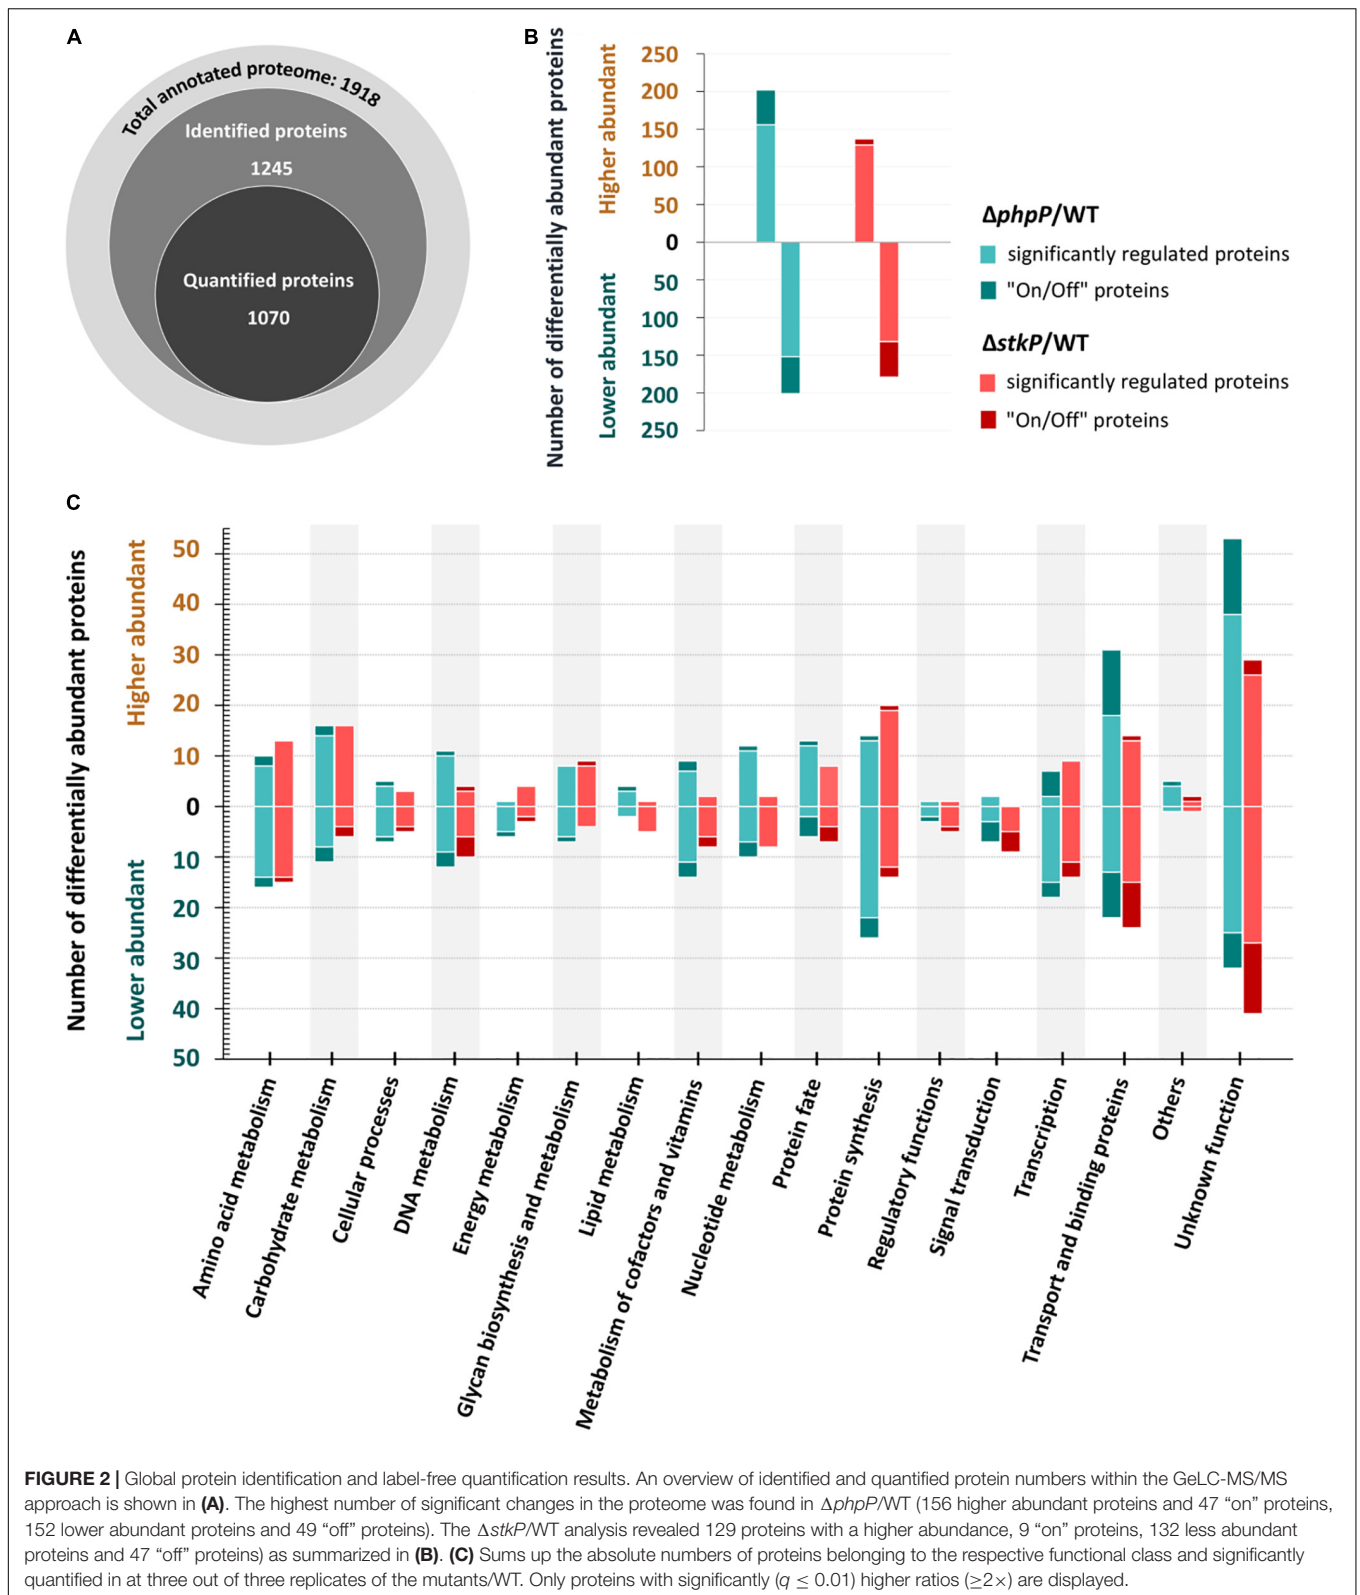 A
Total annotated proteome: 1918
Identified proteins
1245
Quantified proteins
1070
B
Number of differentially abundant proteins
Higher abundant
Lower abundant
250
200
150
100
50
0
50
100
150
200
250
ΔphpP/WT
significantly regulated proteins
"On/Off" proteins
ΔstkP/WT
significantly regulated proteins
"On/Off" proteins
C
Number of differentially abundant proteins
Higher abundant
Lower abundant
50
40
30
20
10
0
10
20
30
40
50
Amino acid metabolism
Carbohydrate metabolism
Cellular processes
DNA metabolism
Energy metabolism
Glycan biosynthesis and metabolism
Lipid metabolism
Metabolism of cofactors and vitamins
Nucleotide metabolism
Protein fate
Protein synthesis
Regulatory functions
Signal transduction
Transcription
Transport and binding proteins
Others
Unknown function
FIGURE 2 | Global protein identification and label-free quantification results. An overview of identified and quantified protein numbers within the GeLC-MS/MS
approach is shown in (A). The highest number of significant changes in the proteome was found in ΔphpP/WT (156 higher abundant proteins and 47 “on” proteins,
152 lower abundant proteins and 49 “off” proteins). The ΔstkP/WT analysis revealed 129 proteins with a higher abundance, 9 “on” proteins, 132 less abundant
proteins and 47 “off” proteins) as summarized in (B). (C) Sums up the absolute numbers of proteins belonging to the respective functional class and significantly
quantified in at three out of three replicates of the mutants/WT. Only proteins with significantly (q ≤ 0.01) higher ratios (≥2×) are displayed.